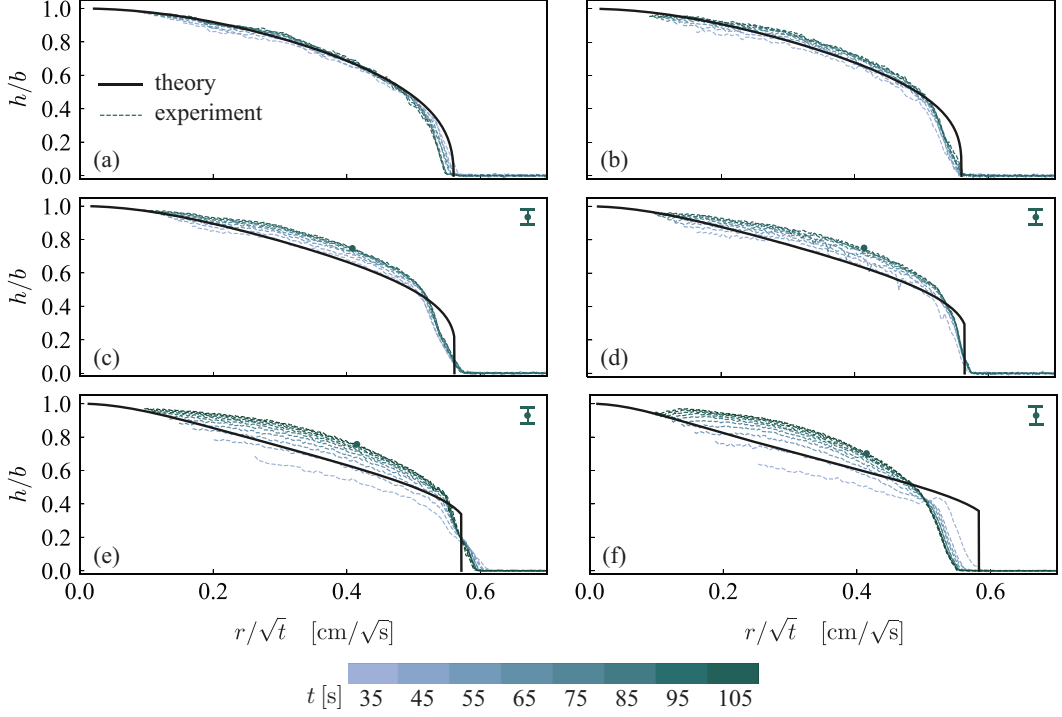 1.0
0.8
0.6
0.4
0.2
0.0
h/b
theory
experiment
(a)
(b)
1.0
0.8
0.6
0.4
0.2
0.0
h/b
(c)
(d)
1.0
0.8
0.6
0.4
0.2
0.0
h/b
(e)
(f)
0.0 0.2 0.4 0.6
0.0 0.2 0.4 0.6
r/√t [cm/√s]
r/√t [cm/√s]
t [s] 35 45 55 65 75 85 95 105